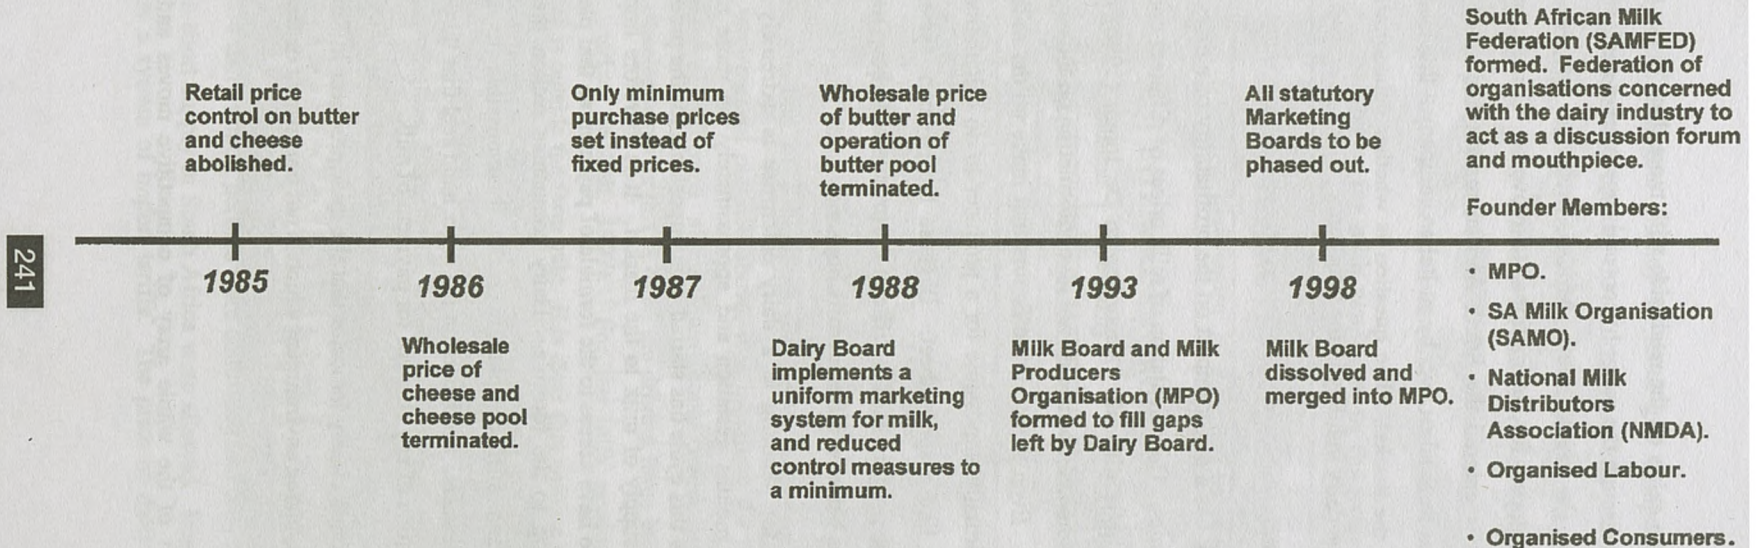 Retail price
control on butter
and cheese
abolished.
Only minimum
purchase prices
set instead of
fixed prices.
Wholesale price
of butter and
operation of
butter pool
terminated.
All statutory
Marketing
Boards to be
phased out.
South African Milk
Federation (SAMFED)
formed. Federation of
organisations concerned
with the dairy industry to
act as a discussion forum
and mouthpiece.
Founder Members:
241
1985
1986
1987
1988
1993
1998
Wholesale
price of
cheese and
cheese pool
terminated.
Dairy Board
implements a
uniform marketing
system for milk,
and reduced
control measures to
a minimum.
Milk Board and Milk
Producers
Organisation (MPO)
formed to fill gaps
left by Dairy Board.
Milk Board
dissolved and
merged into MPO.
• MPO.
• SA Milk Organisation
(SAMO).
• National Milk
Distributors
Association (NMDA).
• Organised Labour.
• Organised Consumers.